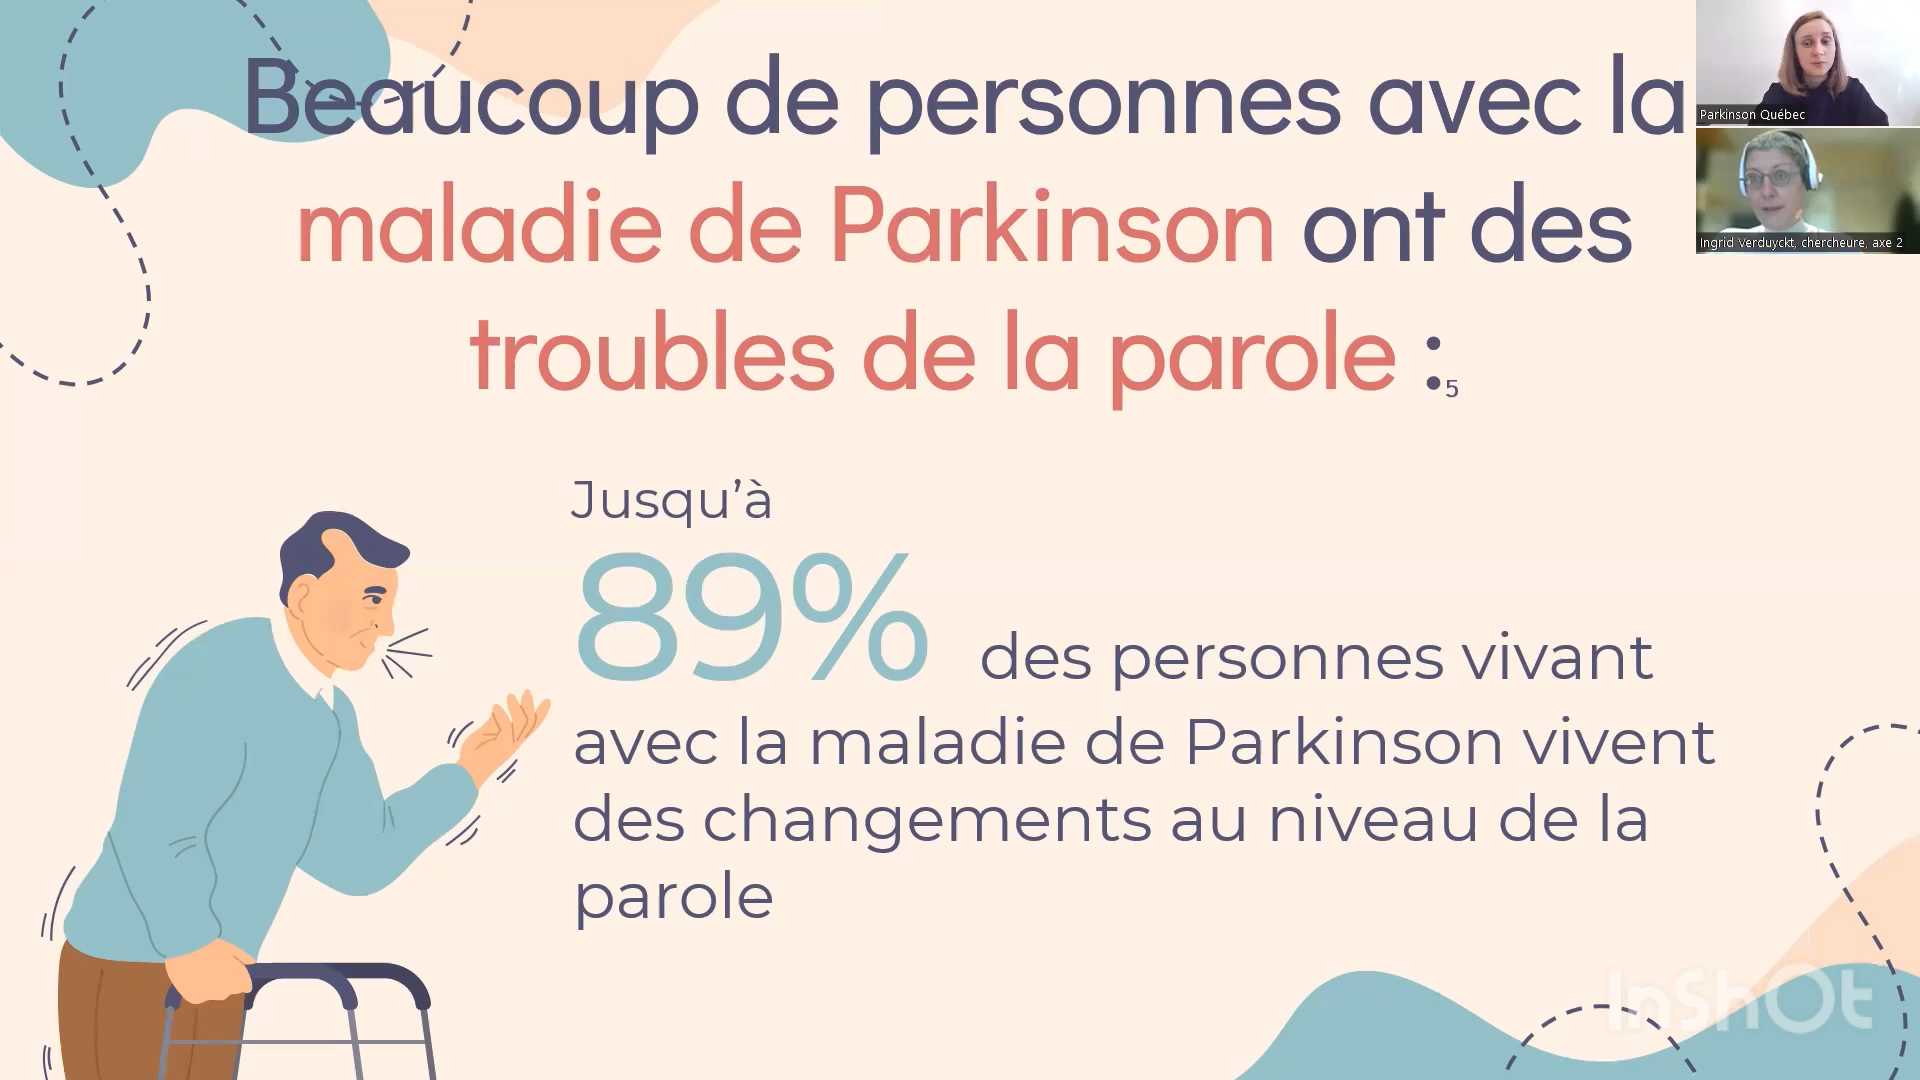 Beaucoup de personnes avec la
maladie de Parkinson ont des
troubles de la parole :5
Jusqu’à
89% des personnes vivant
avec la maladie de Parkinson vivent
des changements au niveau de la
parole
Parkinson Québec
Ingrid Verduyckt, chercheure, axe 2
InShOt